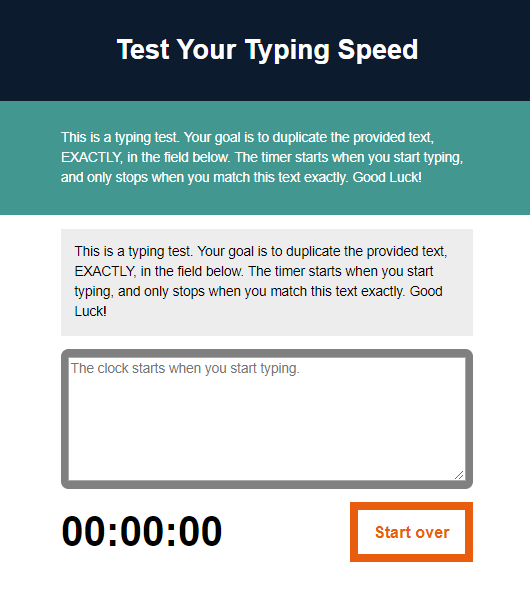 Test Your Typing Speed
This is a typing test. Your goal is to duplicate the provided text,
EXACTLY, in the field below. The timer starts when you start typing,
and only stops when you match this text exactly. Good Luck!
This is a typing test. Your goal is to duplicate the provided text,
EXACTLY, in the field below. The timer starts when you start
typing, and only stops when you match this text exactly. Good
Luck!
The clock starts when you start typing.
00:00:00
Start over